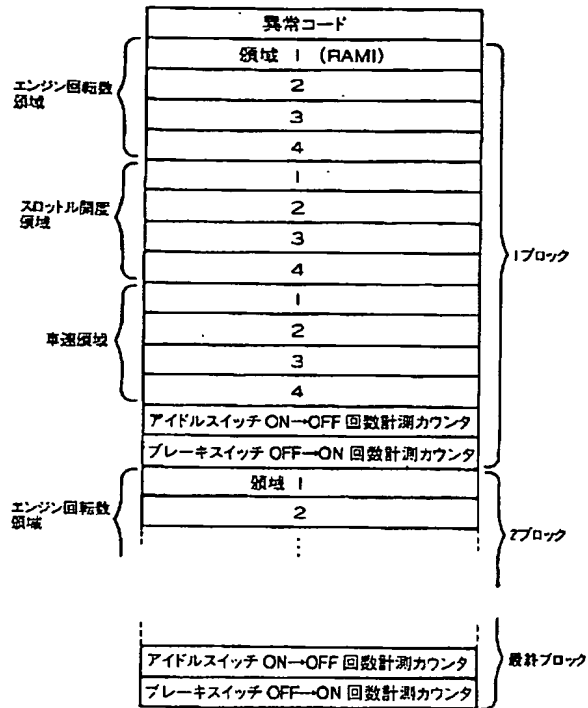 異常コード
領域 1 (RAM1)
エンジン回転数
領域
2
3
4
1
スロットル開度
領域
2
3
4
1ブロック
1
車速領域
2
3
4
アイドルスイッチ ON→OFF 回数計測カウンタ
ブレーキスイッチ OFF→ON 回数計測カウンタ
領域 1
エンジン回転数
領域
2
⋮
2ブロック
アイドルスイッチ ON→OFF 回数計測カウンタ
最終ブロック
ブレーキスイッチ OFF→ON 回数計測カウンタ